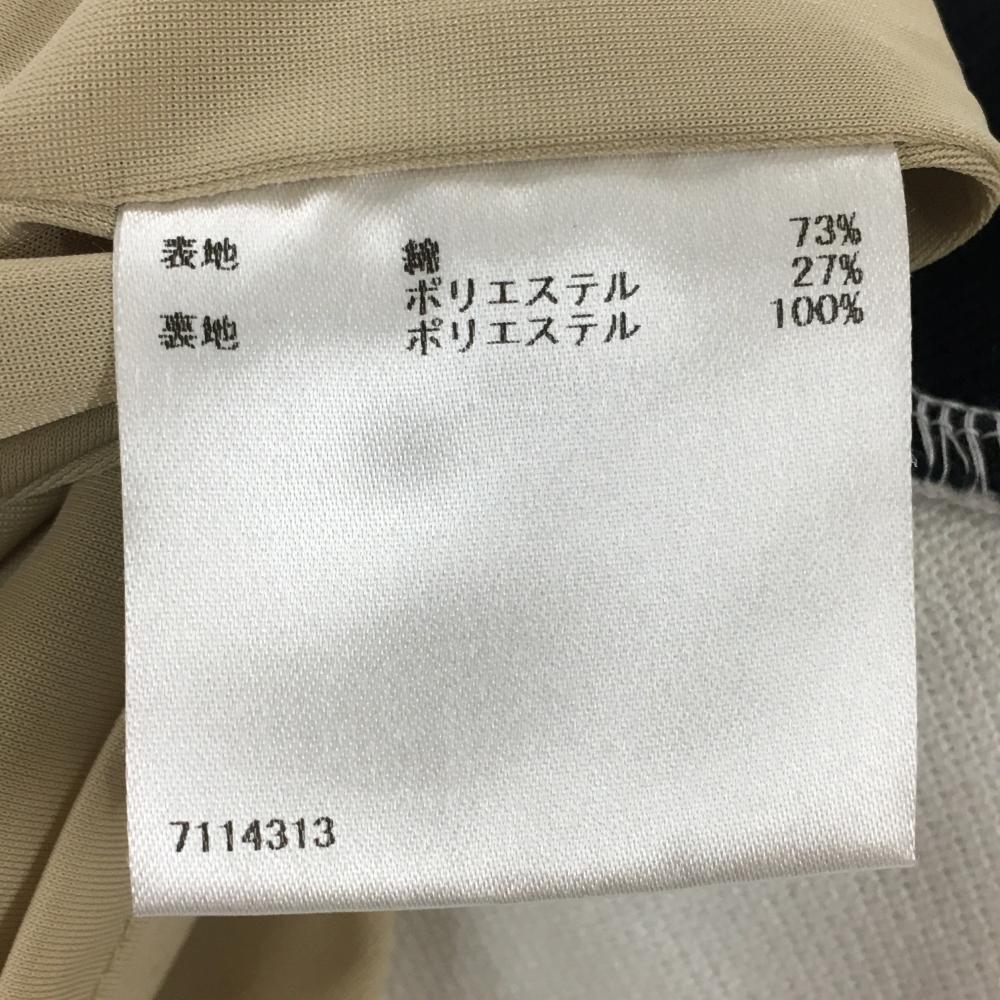 表地 綿 73%
ポリエステル 27%
裏地 ポリエステル 100%
7114313